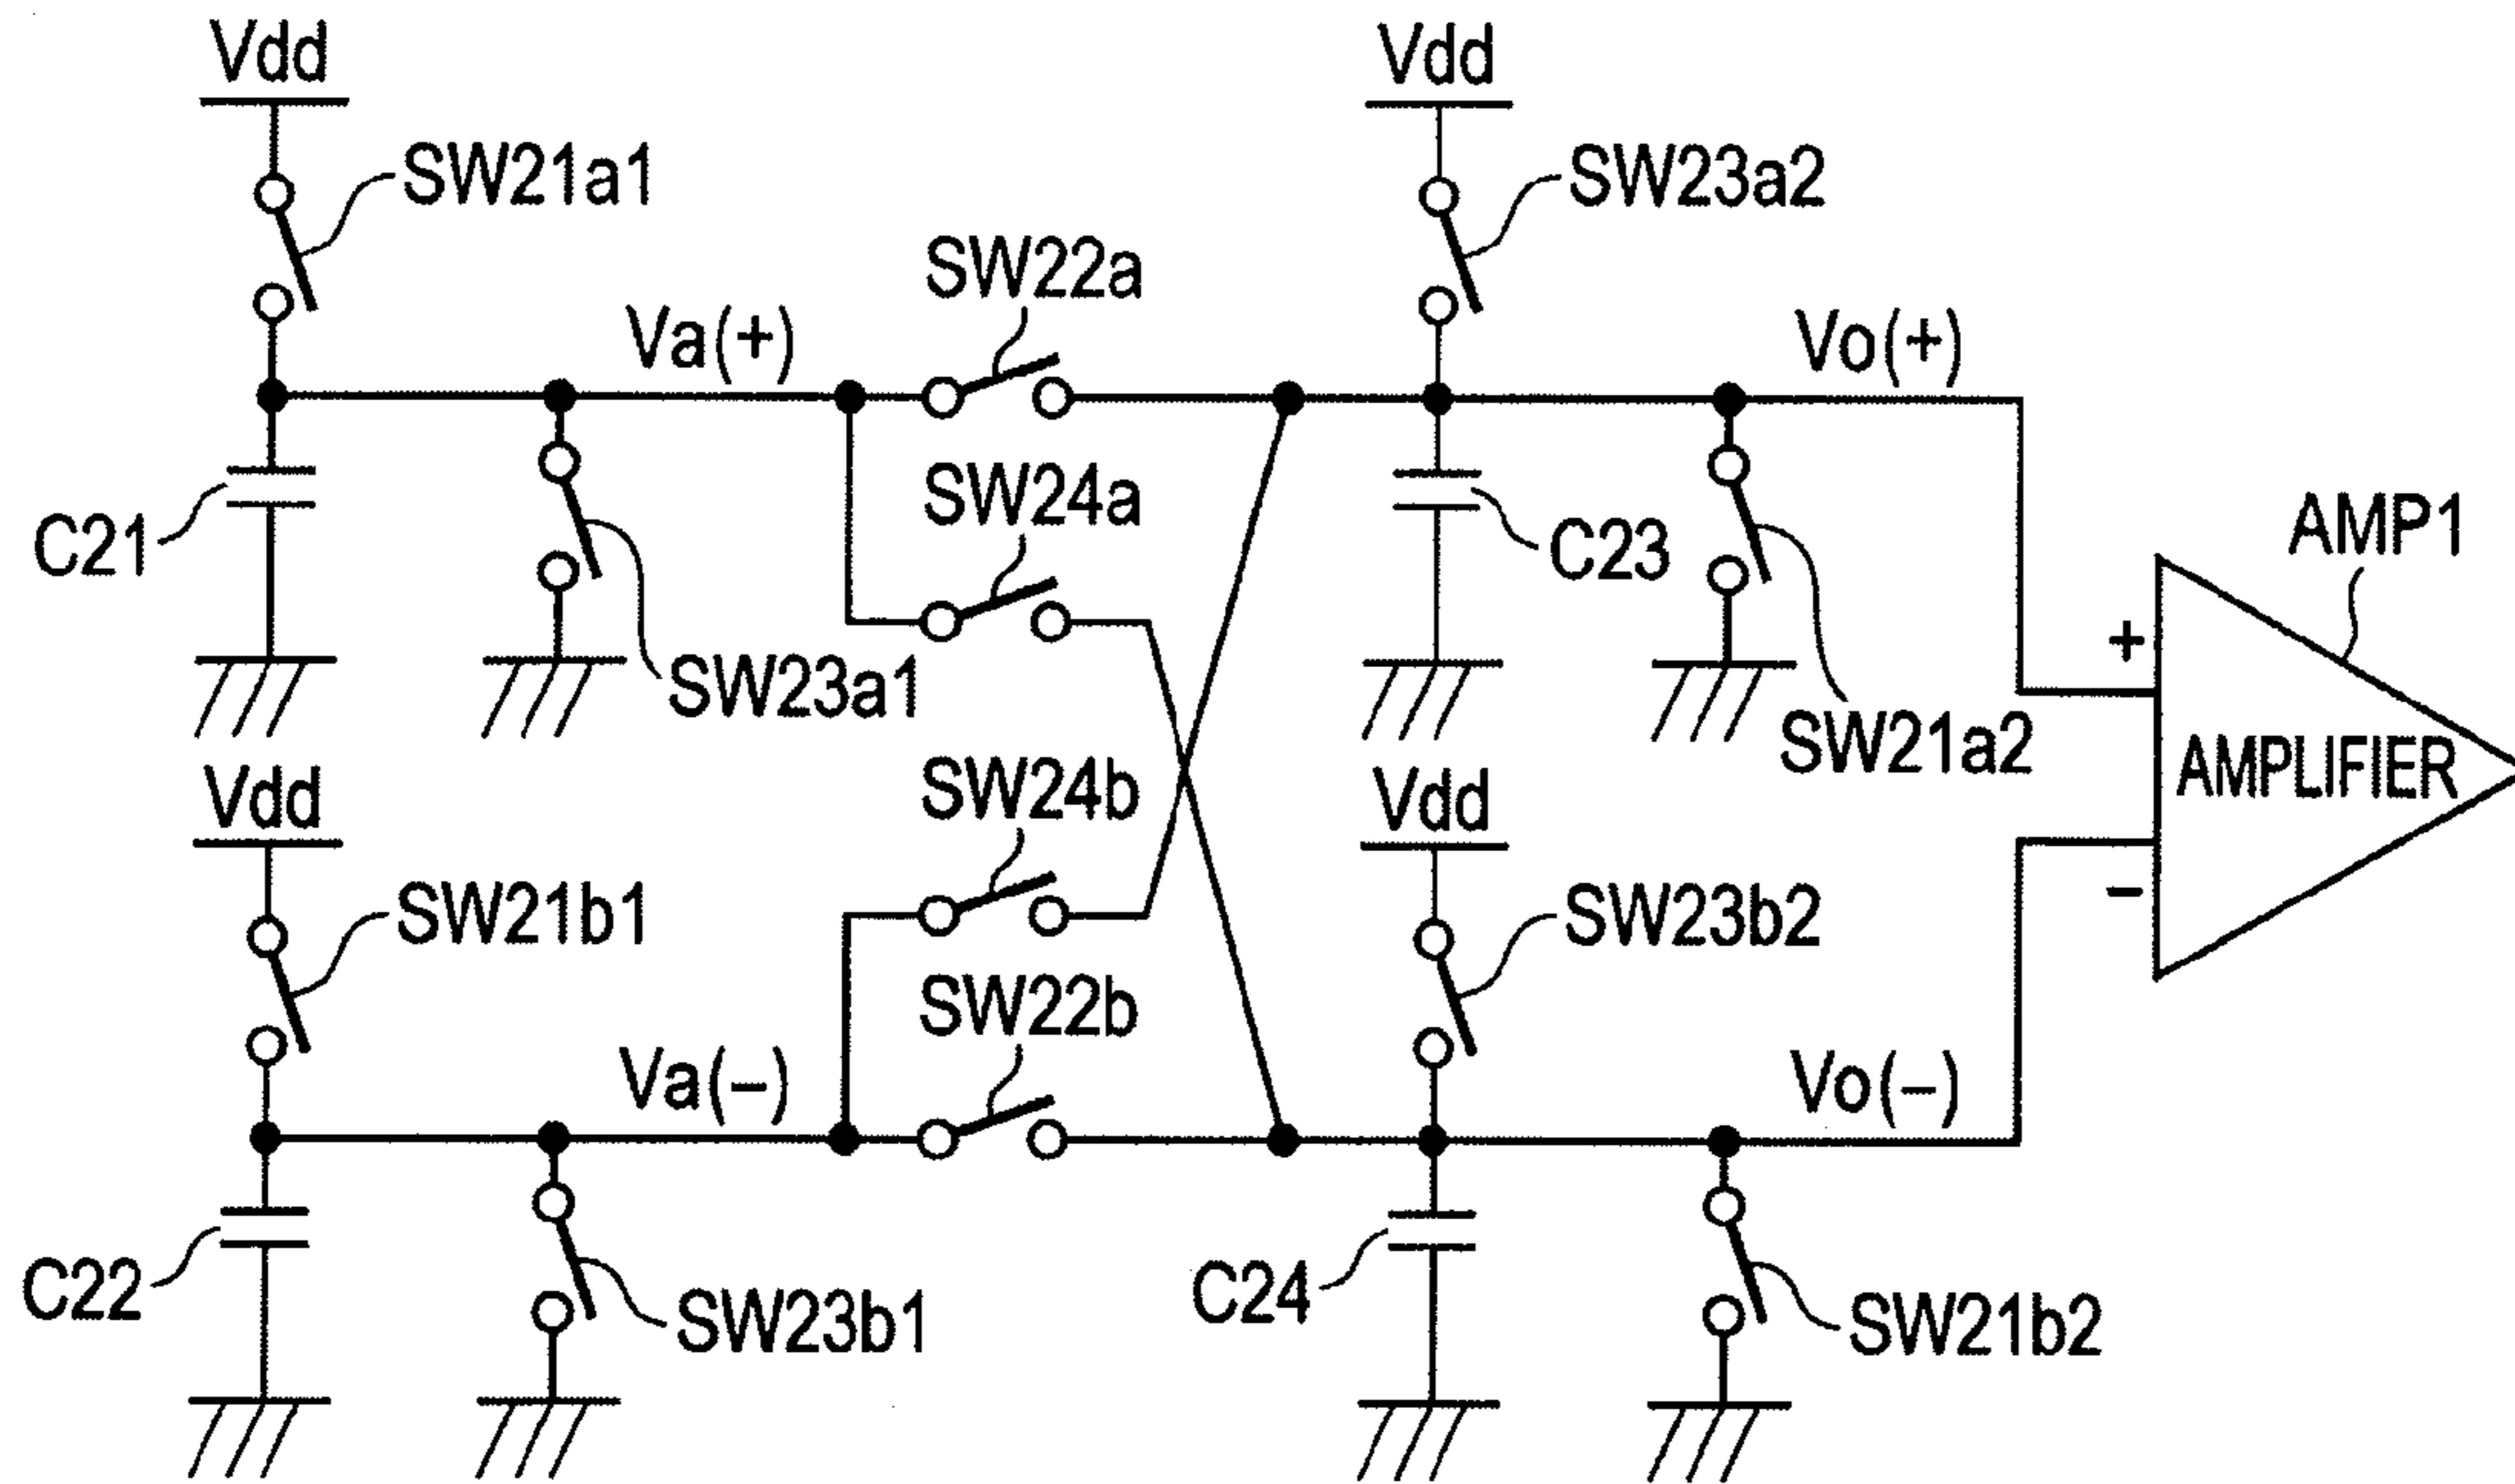 Vdd
Vdd
SW21a1
SW23a2
SW22a
Va(+)
Vo(+)
SW24a
C21
C23
AMP1
+
SW23a1
SW21a2
Vdd
SW24b
Vdd
AMPLIFIER
SW21b1
SW23b2
–
SW22b
Va(–)
Vo(–)
C22
SW23b1
C24
SW21b2